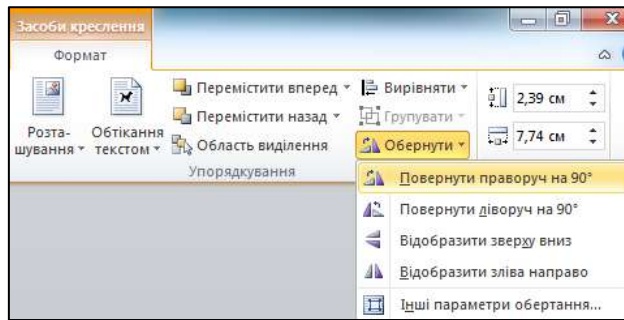 Засоби креслення
Формат
Розта-
шування
Обтікання
текстом
Перемістити вперед
Перемістити назад
Область виділення
Упорядкування
Вирівняти
Групувати
Обернути
2,39 см
7,74 см
Повернути праворуч на 90°
Повернути ліворуч на 90°
Відобразити зверху вниз
Відобразити зліва направо
Інші параметри обертання...